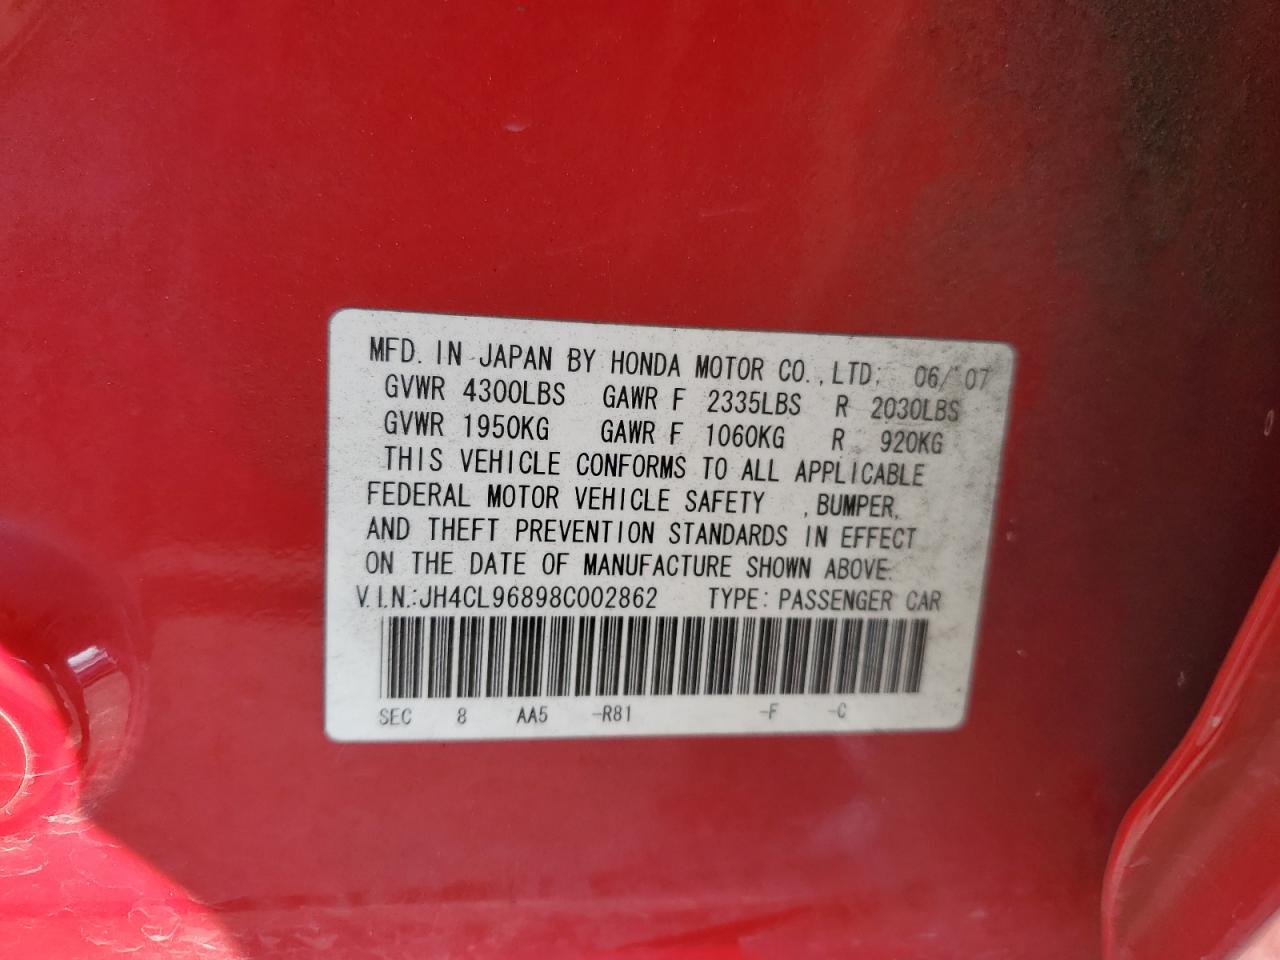 MFD. IN JAPAN BY HONDA MOTOR CO., LTD. 06/ 07
GVWR 4300LBS GAWR F 2335LBS R 2030LBS
GVWR 1950KG GAWR F 1060KG R 920KG
THIS VEHICLE CONFORMS TO ALL APPLICABLE
FEDERAL MOTOR VEHICLE SAFETY , BUMPER,
AND THEFT PREVENTION STANDARDS IN EFFECT
ON THE DATE OF MANUFACTURE SHOWN ABOVE.
V.I.N.: JH4CL96898C002862 TYPE: PASSENGER CAR
SEC 8 AA5 -R81 -F -C